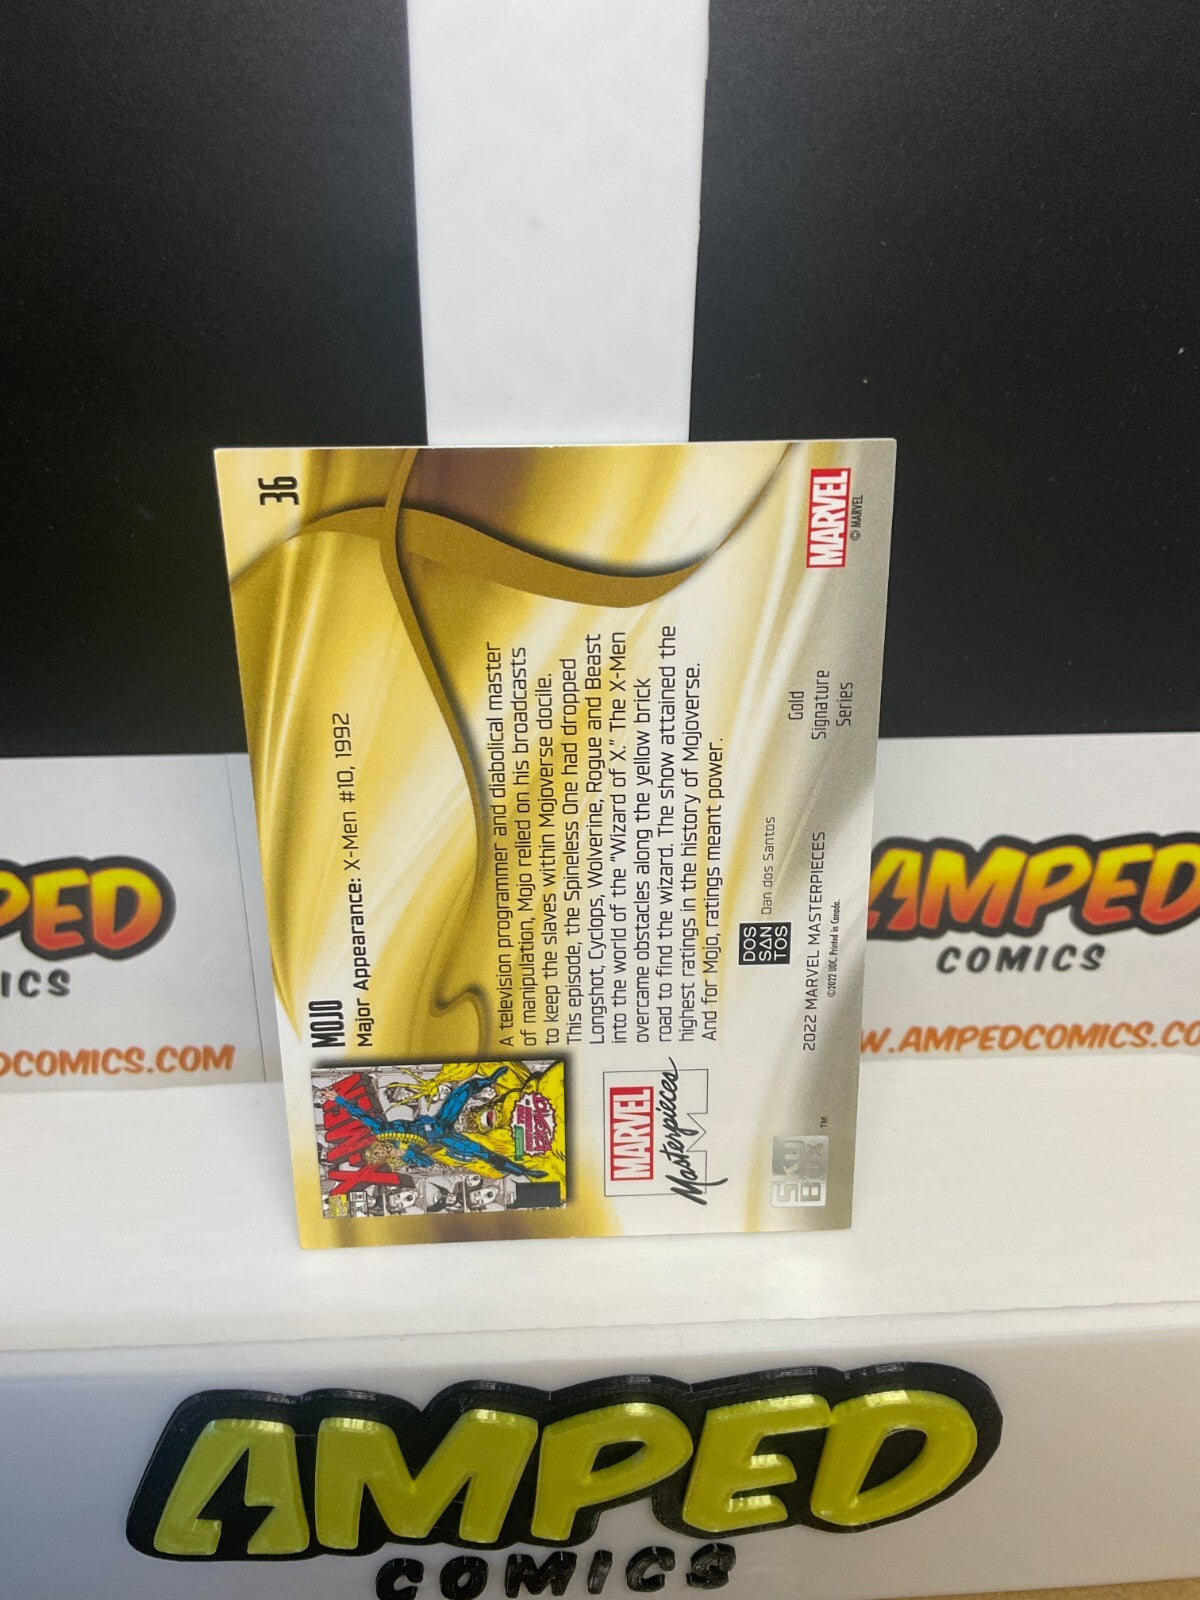 36
MOJO
Major Appearance: X-Men #10, 1992
A television programmer and diabolical master
of manipulation, Mojo relied on his broadcasts
to keep the slaves within Mojoverse docile.
This episode, the Spineless One had dropped
Longshot, Cyclops, Wolverine, Rogue and Beast
into the world of the "Wizard of X." The X-Men
overcame obstacles along the yellow brick
road to find the wizard. The show attained the
highest ratings in the history of Mojoverse.
And for Mojo, ratings meant power.
X-MEN
LONGSHOT
MARVEL
Masterpieces
DOS
SAN
TOS
Dan dos Santos
Gold
Signature
Series
2022 MARVEL MASTERPIECES
©2022 UDC. Printed in Canada.
SKY
BOX
™
MARVEL
© MARVEL
PED
ICS
DCOMICS.COM
AMPED
COMICS
W.AMPEDCOMICS.CO
AMPED
COMICS